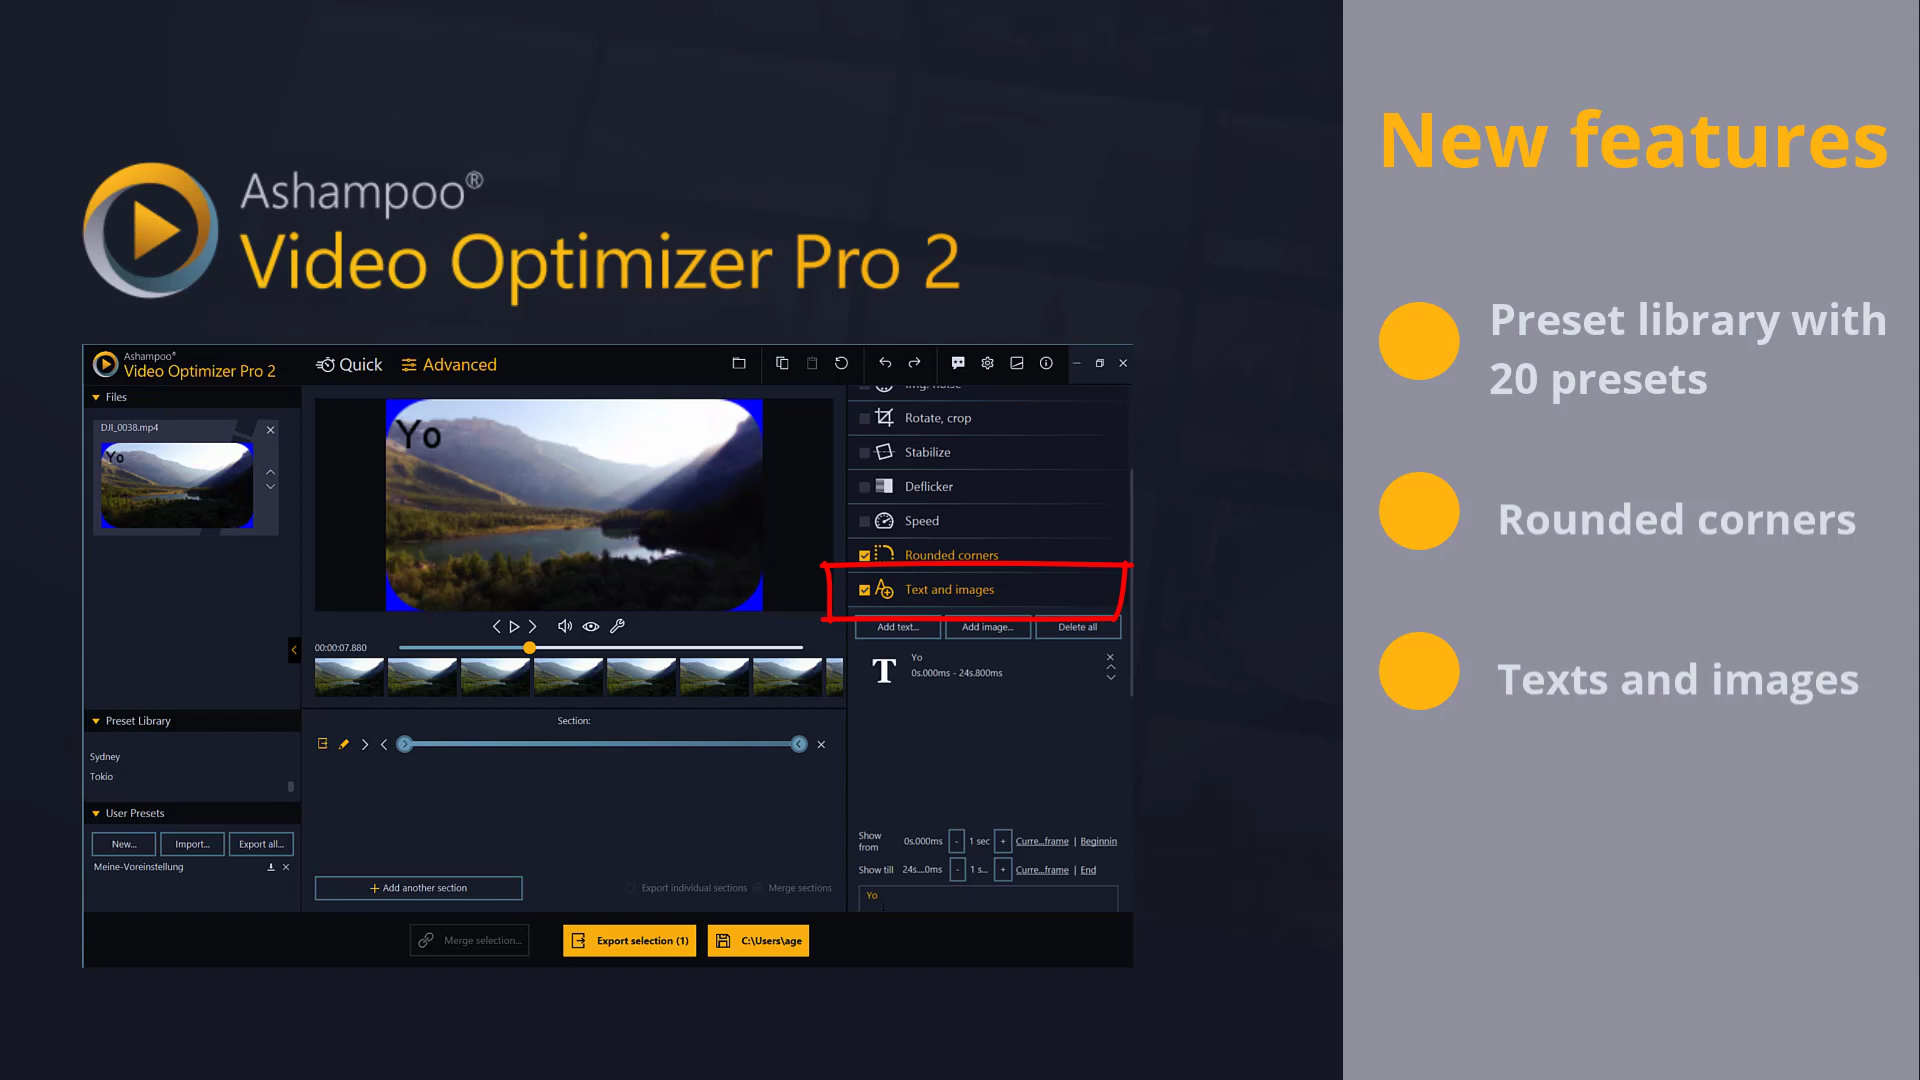 Ashampoo®
Video Optimizer Pro 2
New features
Preset library with
20 presets
Rounded corners
Texts and images
Ashampoo®
Video Optimizer Pro 2
Quick
Advanced
Files
DJI_0038.mp4
Yo
Yo
Img. noise
Rotate, crop
Stabilize
Deflicker
Speed
Rounded corners
Text and images
Add text...
Add image...
Delete all
T
Yo
0s.000ms - 24s.800ms
00:00:07.880
Section:
Preset Library
Sydney
Tokio
User Presets
New...
Import...
Export all...
Meine-Voreinstellung
Show
from
0s.000ms - 1 sec + Curre...frame | Beginnin
Show till 24s....0ms - 1 s... + Curre...frame | End
Yo
+ Add another section
Export individual sections
Merge sections
Merge selection...
Export selection (1)
C:\Users\age